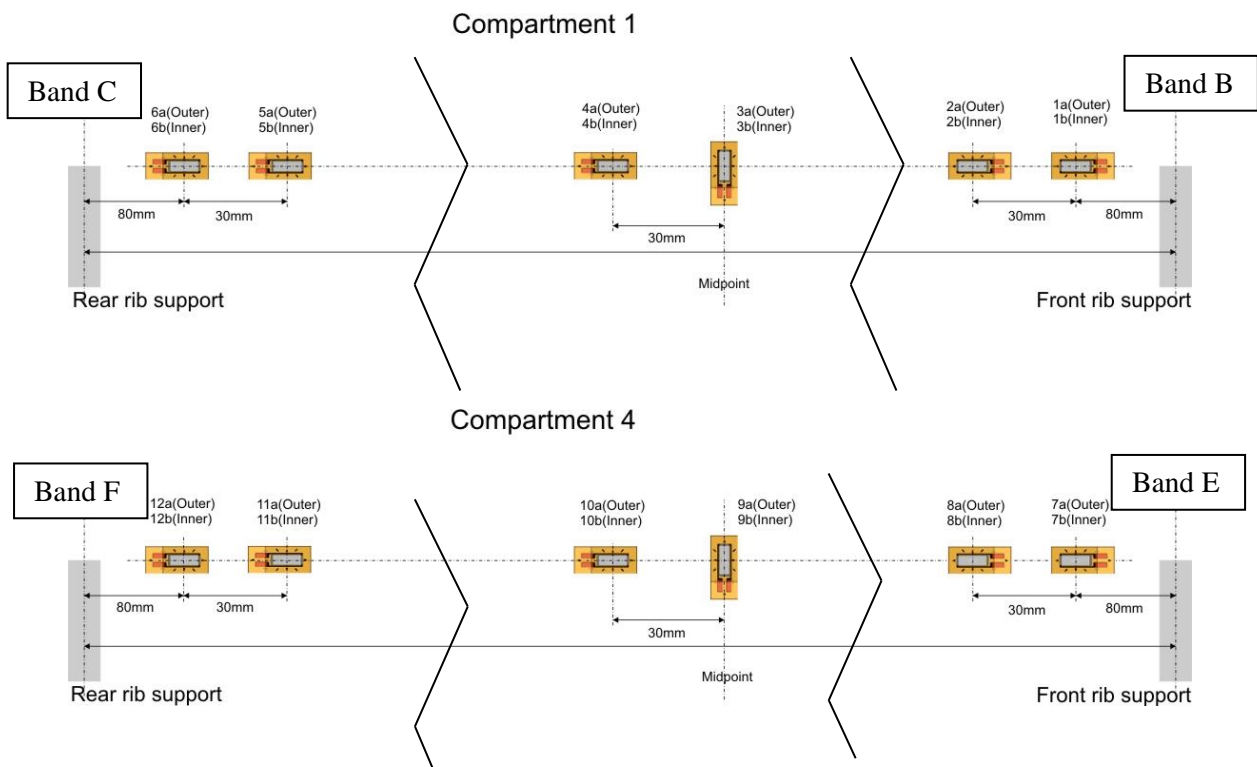 Compartment 1
Band C
Band B
6a(Outer)
6b(Inner)
5a(Outer)
5b(Inner)
4a(Outer)
4b(Inner)
3a(Outer)
3b(Inner)
2a(Outer)
2b(Inner)
1a(Outer)
1b(Inner)
80mm
30mm
30mm
30mm
80mm
Rear rib support
Midpoint
Front rib support
Compartment 4
Band F
Band E
12a(Outer)
12b(Inner)
11a(Outer)
11b(Inner)
10a(Outer)
10b(Inner)
9a(Outer)
9b(Inner)
8a(Outer)
8b(Inner)
7a(Outer)
7b(Inner)
80mm
30mm
30mm
30mm
80mm
Rear rib support
Midpoint
Front rib support